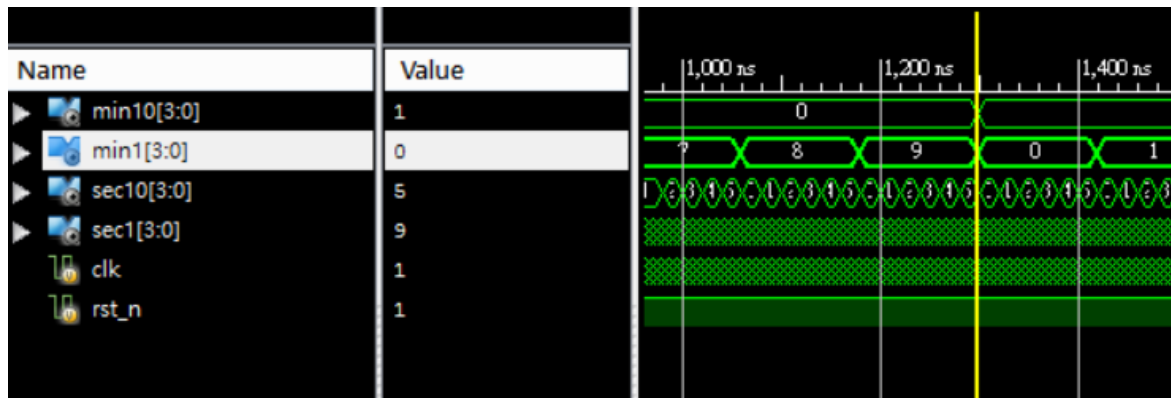 Name Value
1,000 ns 1,200 ns 1,400 ns
min10[3:0] 1 0
min1[3:0] 0 7 8 9 0 1
sec10[3:0] 5
sec1[3:0] 9
clk 1
rst_n 1